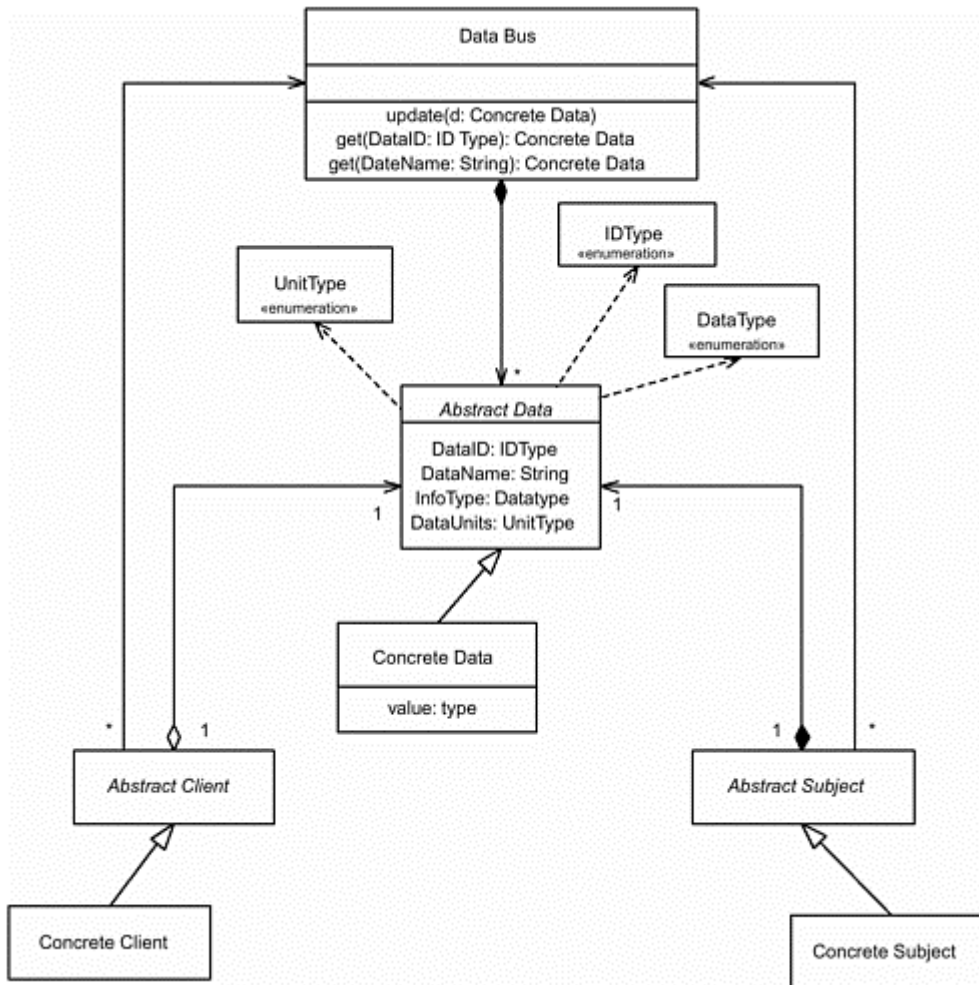 Data Bus
update(d: Concrete Data)
get(DataID: ID Type): Concrete Data
get(DateName: String): Concrete Data
IDType
«enumeration»
UnitType
«enumeration»
DataType
«enumeration»
*
Abstract Data
DataID: IDType
DataName: String
InfoType: Datatype
DataUnits: UnitType
1
1
Concrete Data
value: type
*
1
1
*
Abstract Client
Abstract Subject
Concrete Client
Concrete Subject